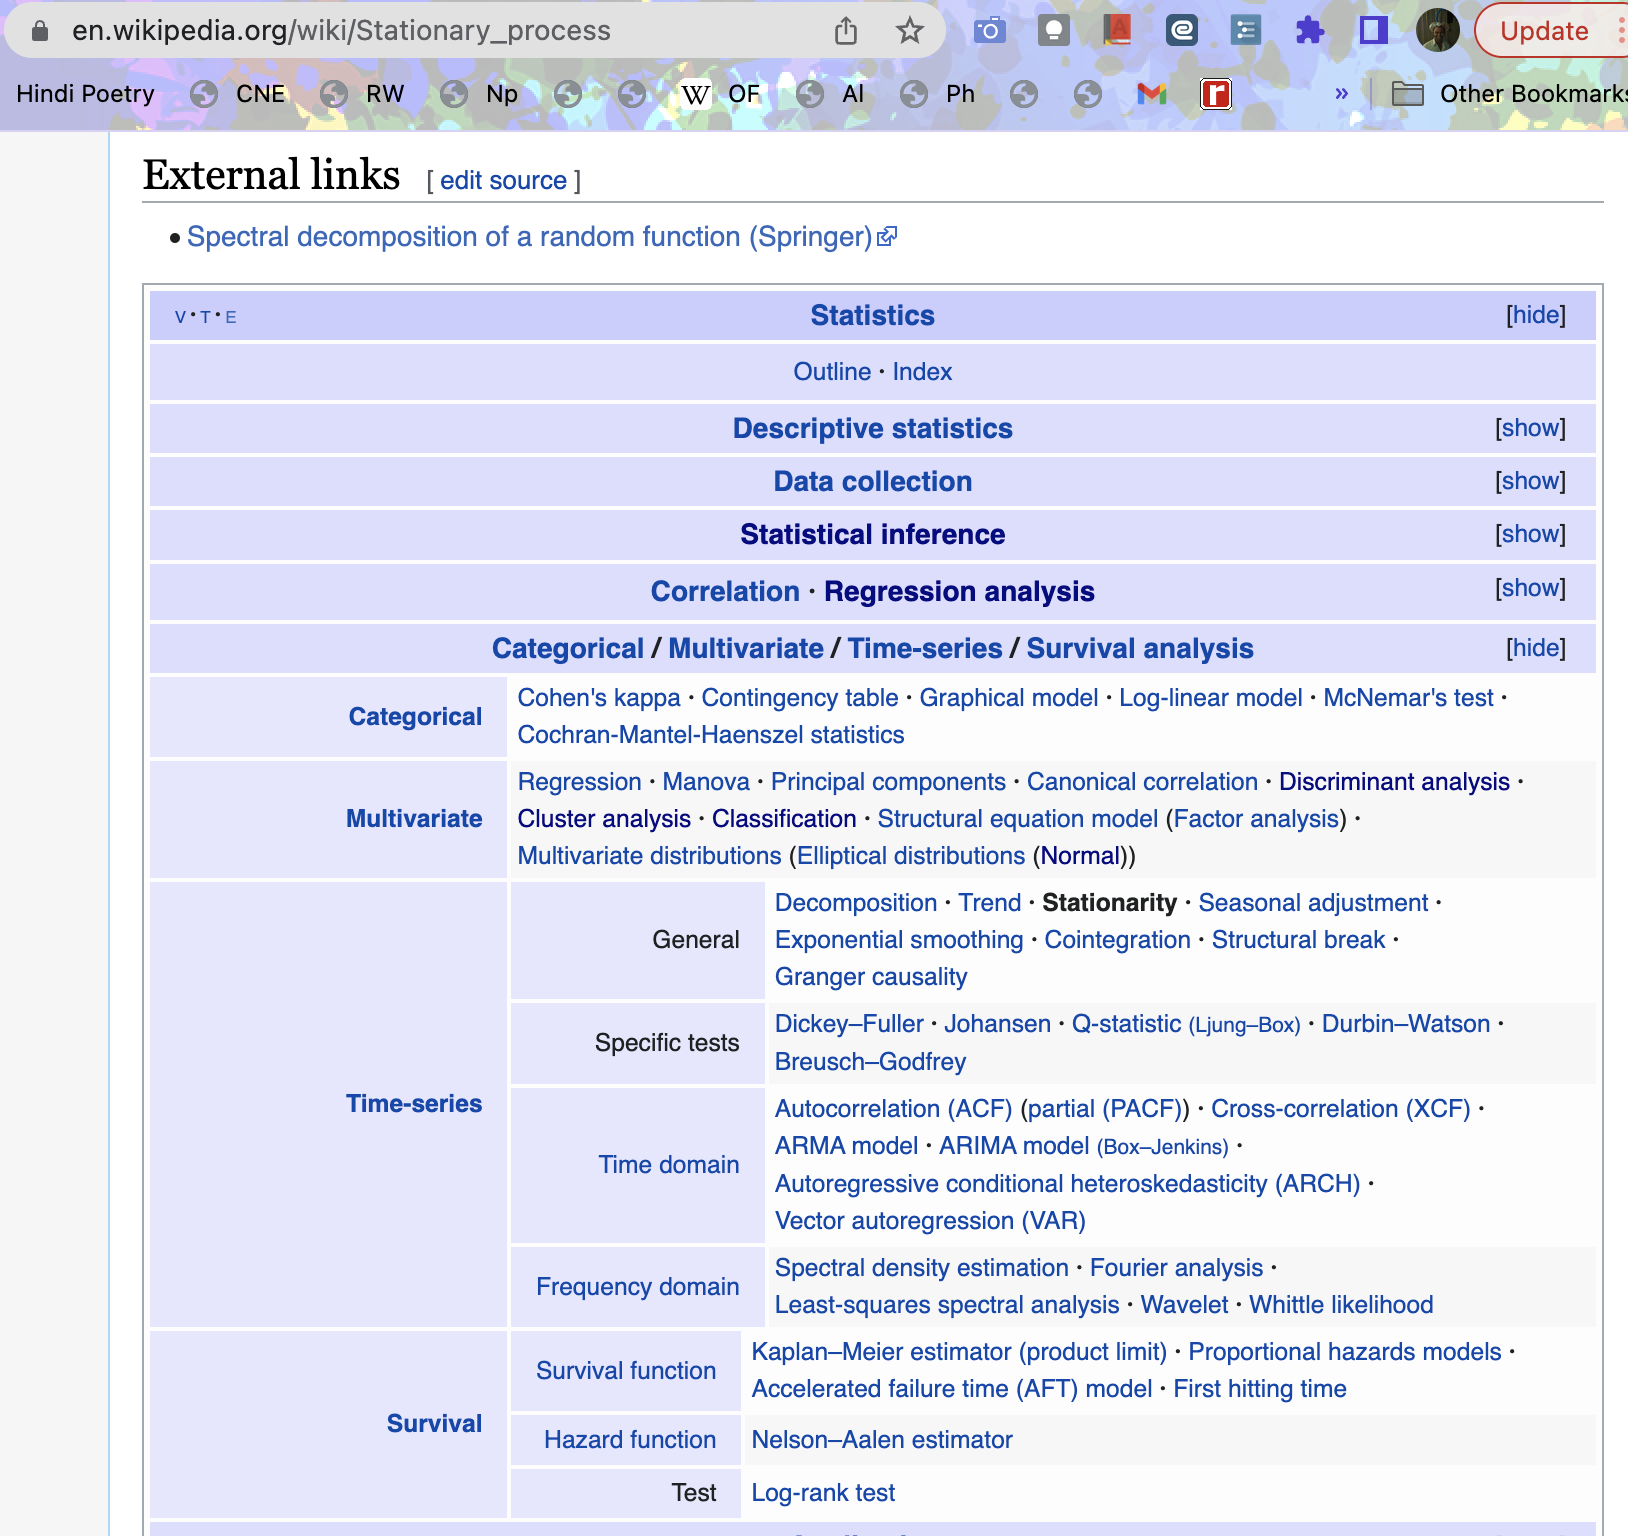 en.wikipedia.org/wiki/Stationary_process
Update
Hindi Poetry CNE RW Np W OF Al Ph r » Other Bookmarks
External links [ edit source ]
• Spectral decomposition of a random function (Springer)
V · T · E Statistics [hide]
Outline · Index
Descriptive statistics [show]
Data collection [show]
Statistical inference [show]
Correlation · Regression analysis [show]
Categorical / Multivariate / Time-series / Survival analysis [hide]
Categorical
Cohen's kappa · Contingency table · Graphical model · Log-linear model · McNemar's test ·
Cochran-Mantel-Haenszel statistics
Multivariate
Regression · Manova · Principal components · Canonical correlation · Discriminant analysis ·
Cluster analysis · Classification · Structural equation model (Factor analysis) ·
Multivariate distributions (Elliptical distributions (Normal))
Time-series
General
Decomposition · Trend · Stationarity · Seasonal adjustment ·
Exponential smoothing · Cointegration · Structural break ·
Granger causality
Specific tests
Dickey–Fuller · Johansen · Q-statistic (Ljung–Box) · Durbin–Watson ·
Breusch–Godfrey
Time domain
Autocorrelation (ACF) (partial (PACF)) · Cross-correlation (XCF) ·
ARMA model · ARIMA model (Box–Jenkins) ·
Autoregressive conditional heteroskedasticity (ARCH) ·
Vector autoregression (VAR)
Frequency domain
Spectral density estimation · Fourier analysis ·
Least-squares spectral analysis · Wavelet · Whittle likelihood
Survival
Survival function
Kaplan–Meier estimator (product limit) · Proportional hazards models ·
Accelerated failure time (AFT) model · First hitting time
Hazard function
Nelson–Aalen estimator
Test
Log-rank test